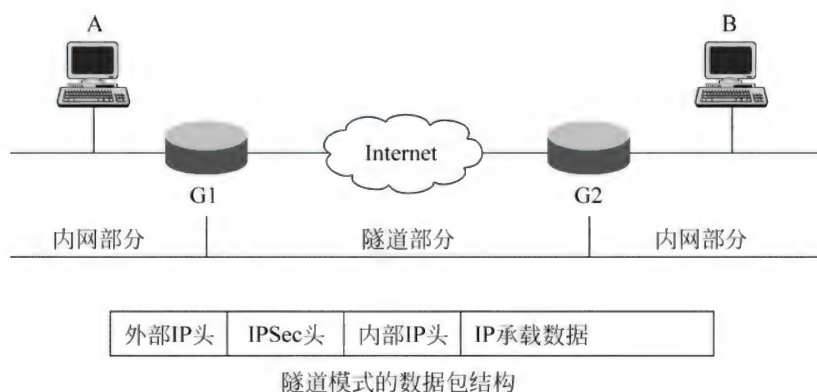 A
B
Internet
G1
G2
内网部分
隧道部分
内网部分
外部IP头
IPSec头
内部IP头
IP承载数据
隧道模式的数据包结构